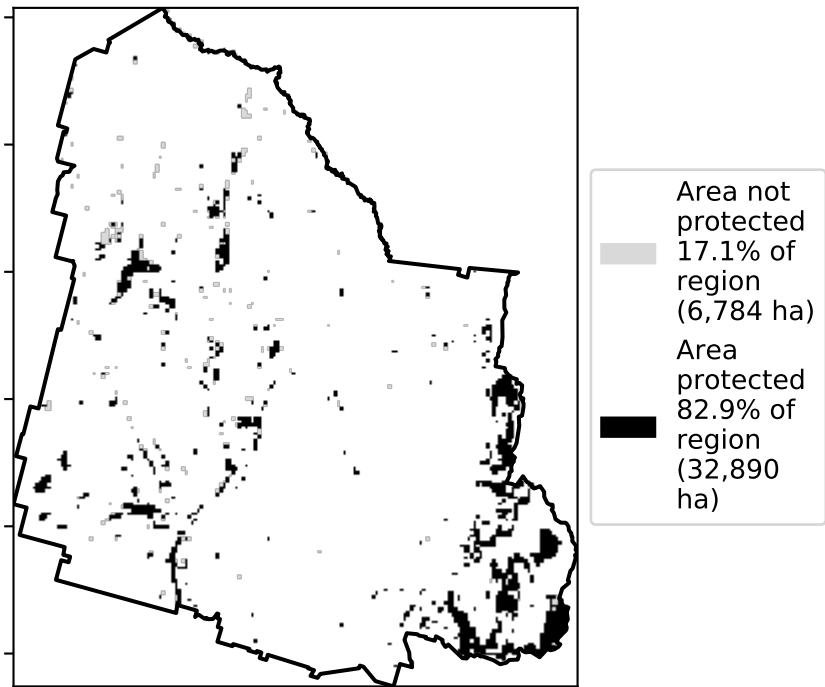 Area not
protected
17.1% of
region
(6,784 ha)
Area
protected
82.9% of
region
(32,890
ha)